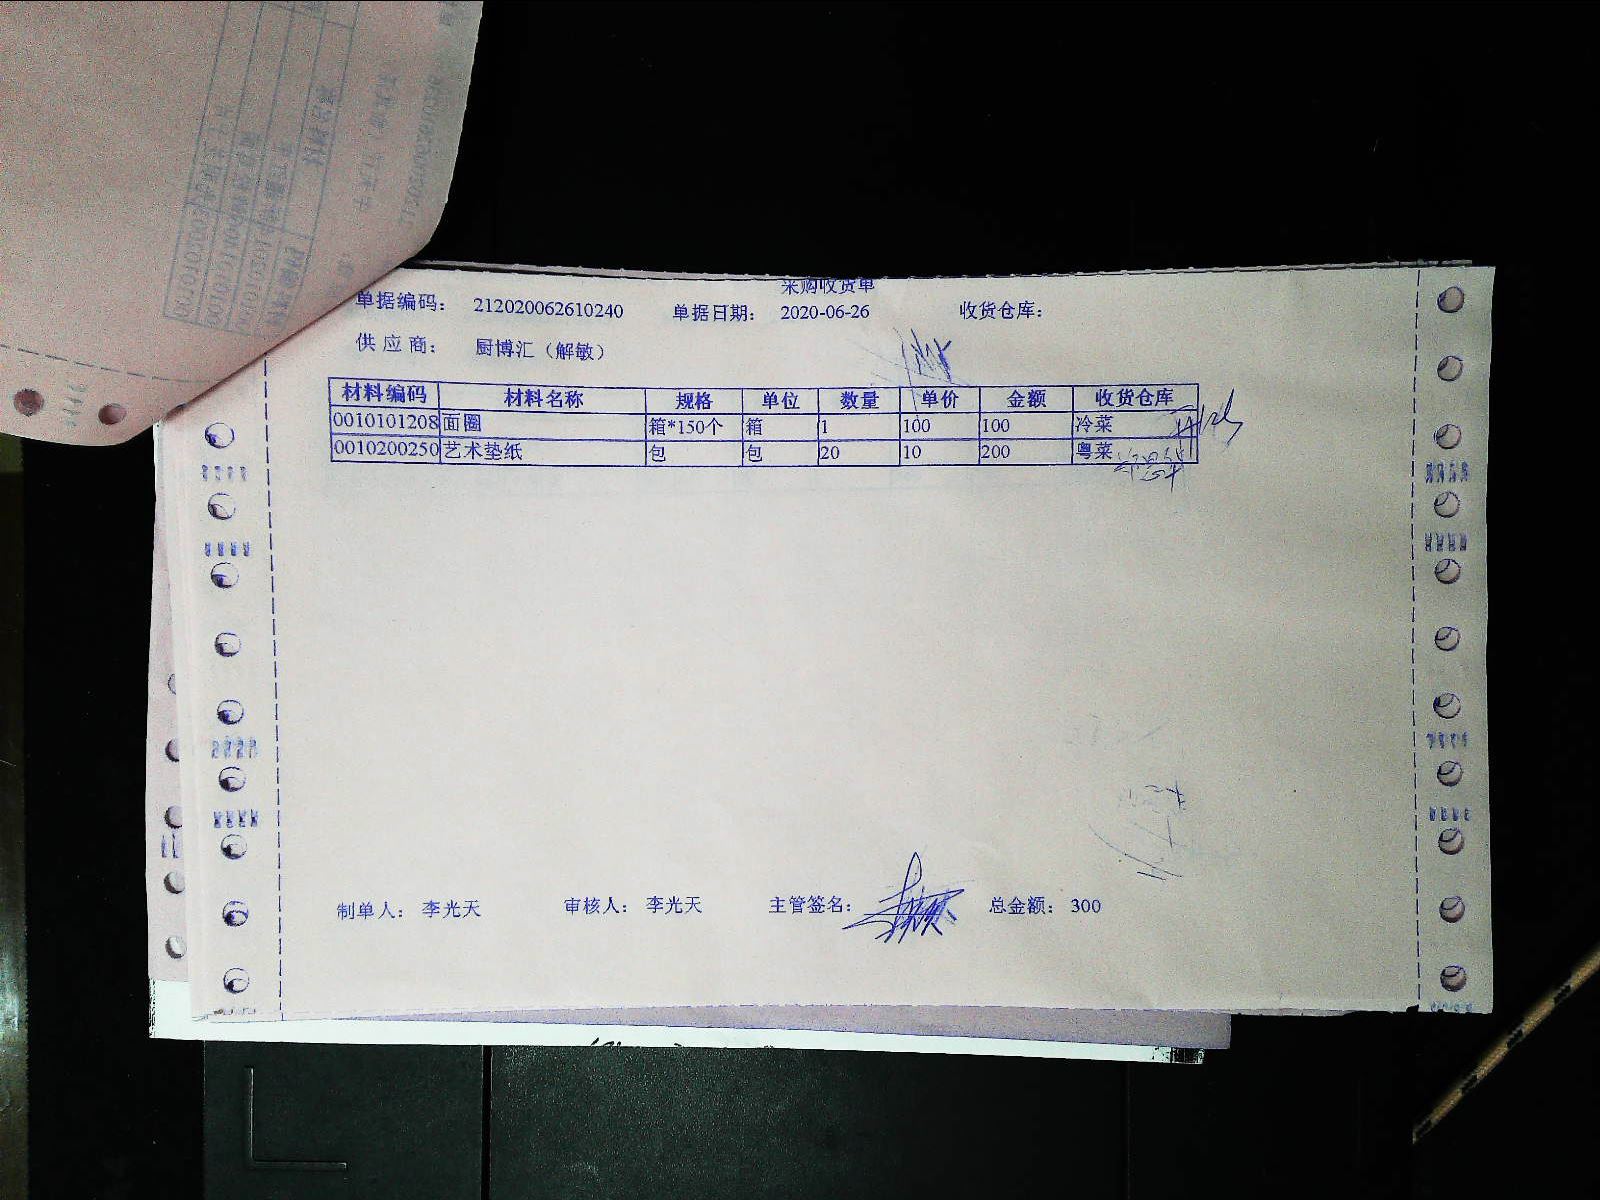 采购收货单
单据编码： 212020062610240 单据日期： 2020-06-26 收货仓库：
供应商： 厨博汇（解敏）
材料编码 材料名称 规格 单位 数量 单价 金额 收货仓库
0010101208 面圈 箱*150个 箱 1 100 100 冷菜
0010200250 艺术垫纸 包 包 20 10 200 粤菜
制单人： 李光天 审核人： 李光天 主管签名： 总金额： 300